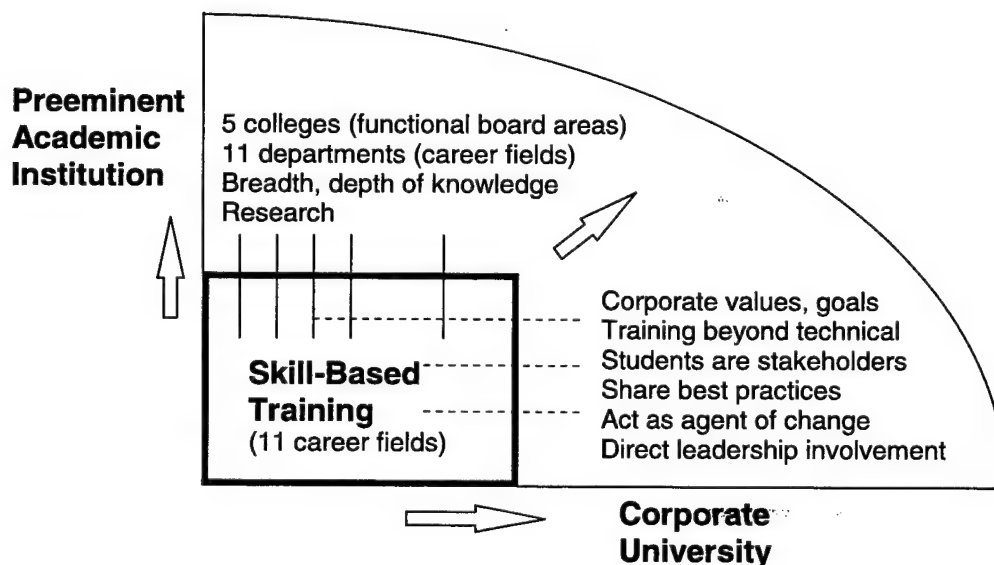 Preeminent
Academic
Institution
5 colleges (functional board areas)
11 departments (career fields)
Breadth, depth of knowledge
Research
Corporate values, goals
Training beyond technical
Students are stakeholders
Share best practices
Act as agent of change
Direct leadership involvement
Skill-Based
Training
(11 career fields)
Corporate
University